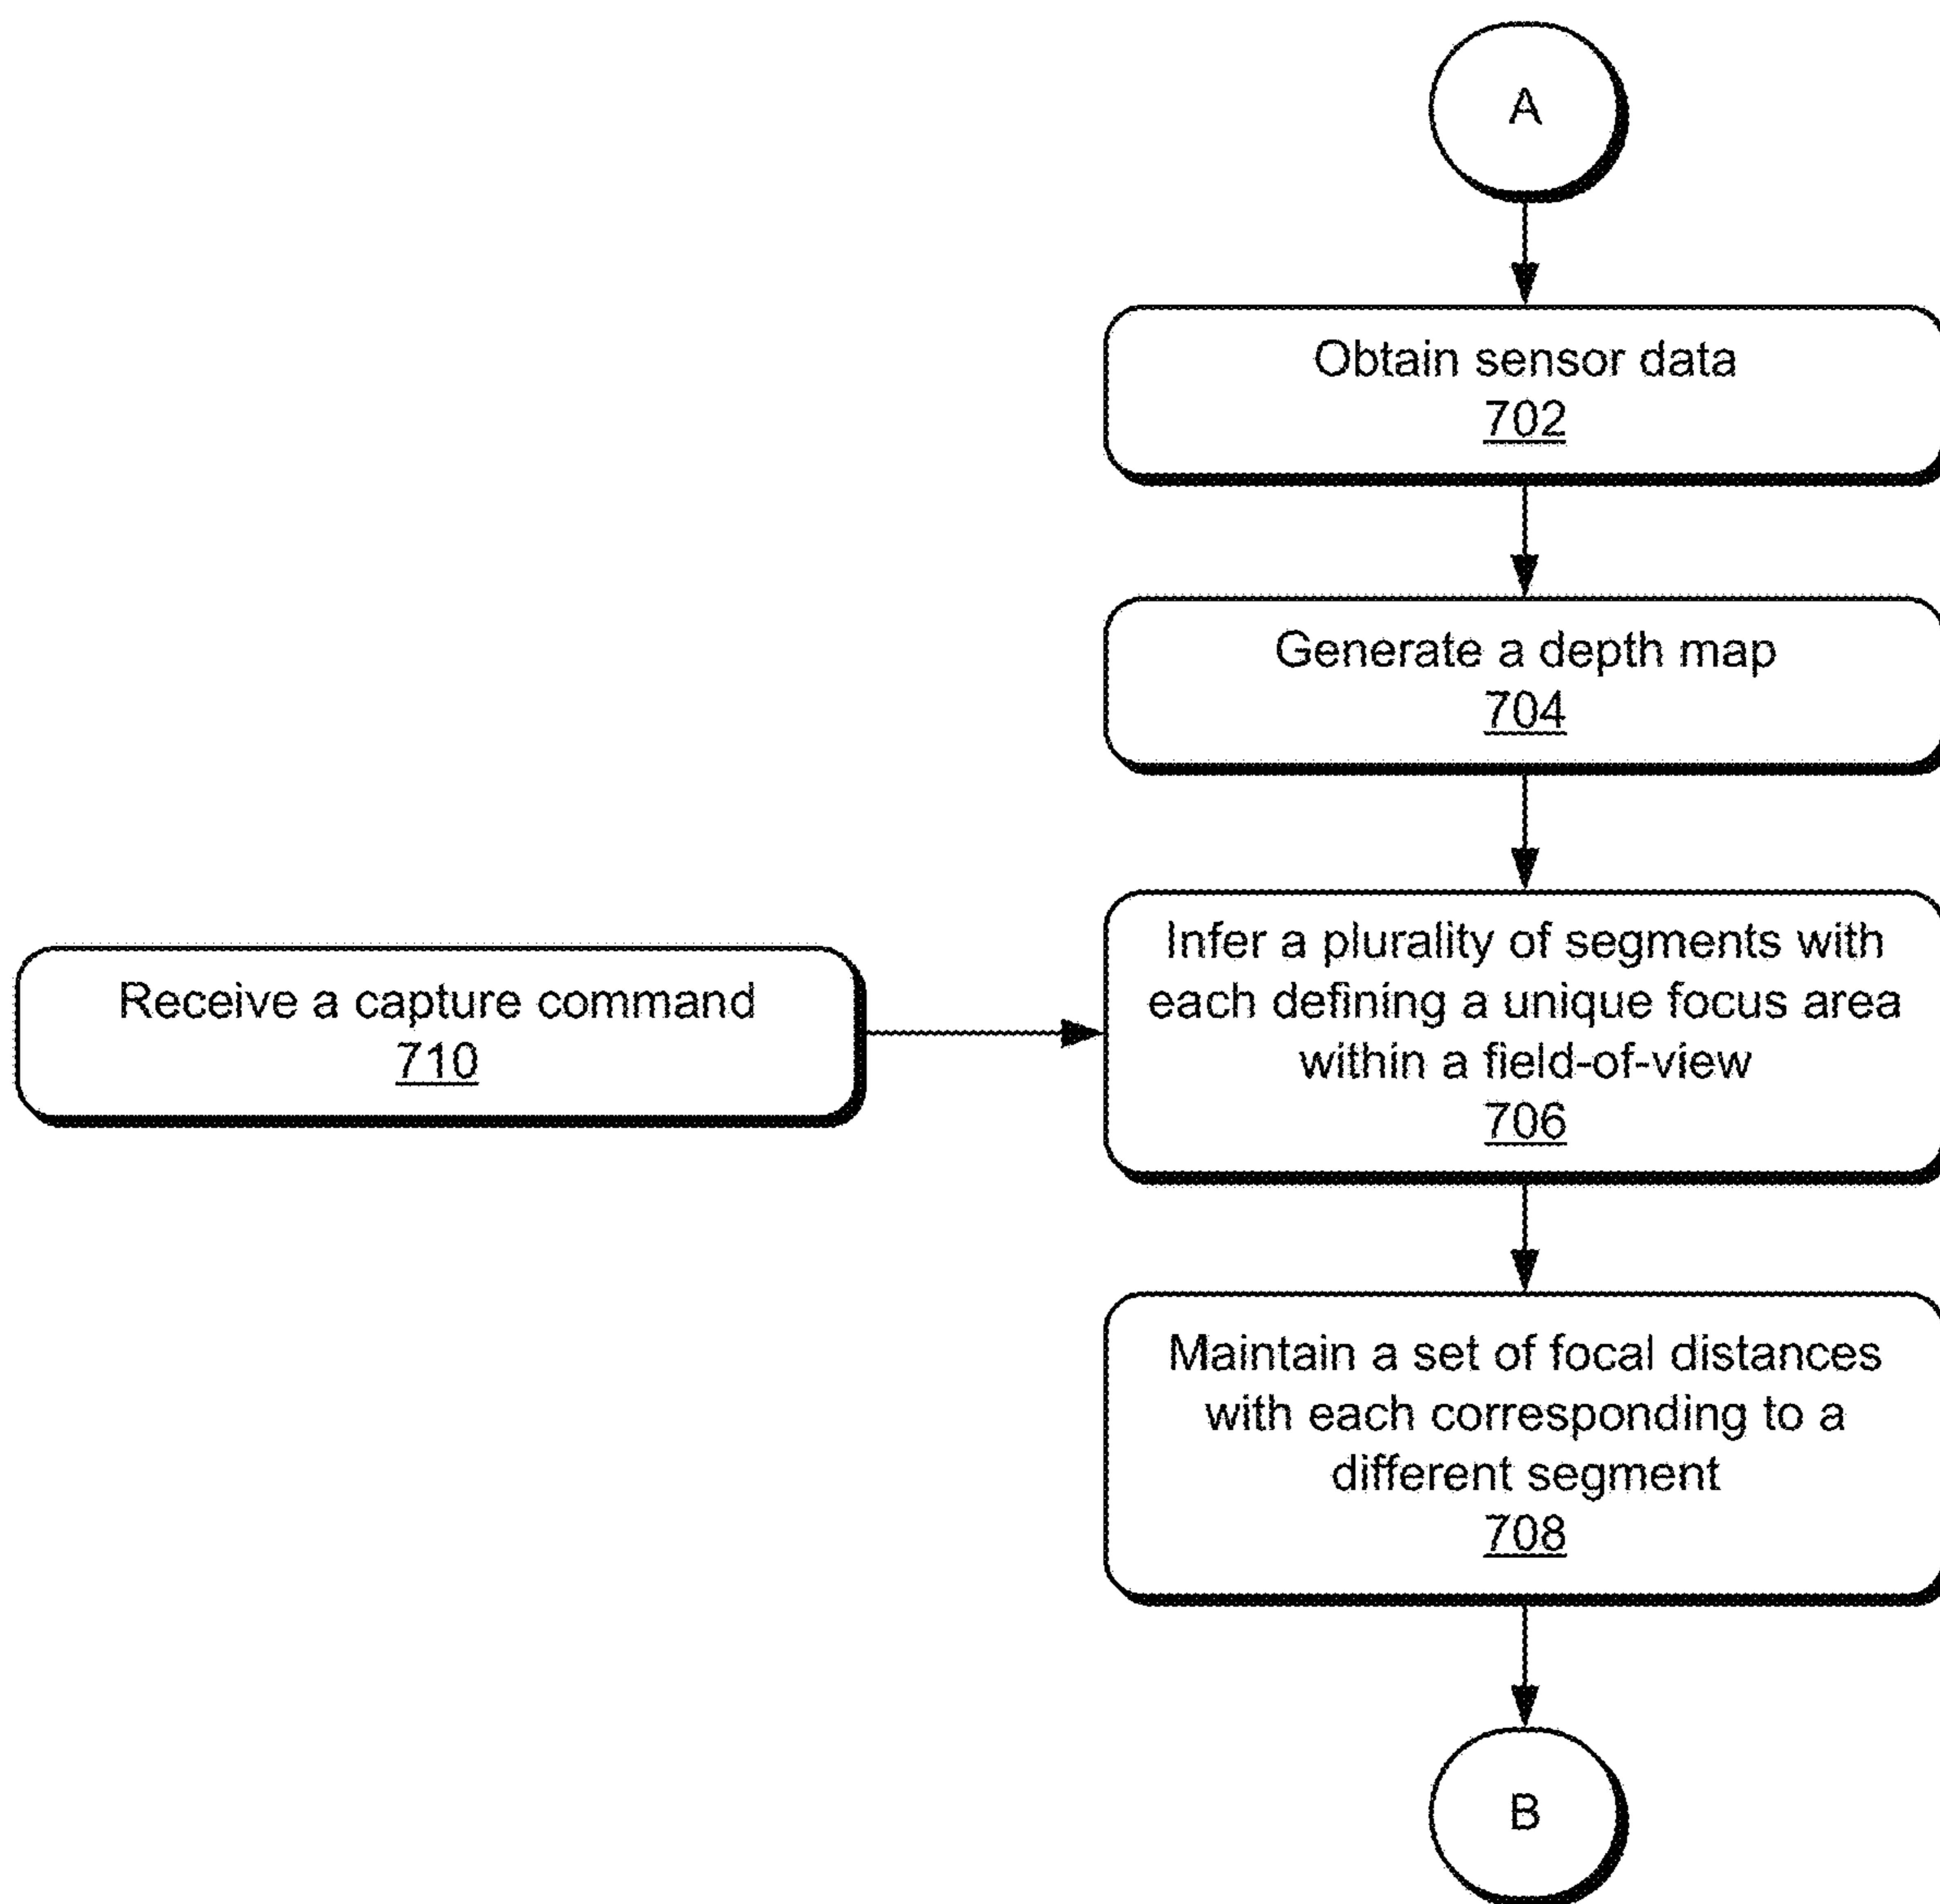 A
Obtain sensor data
702
Generate a depth map
704
Infer a plurality of segments with
each defining a unique focus area
within a field-of-view
706
Receive a capture command
710
Maintain a set of focal distances
with each corresponding to a
different segment
708
B